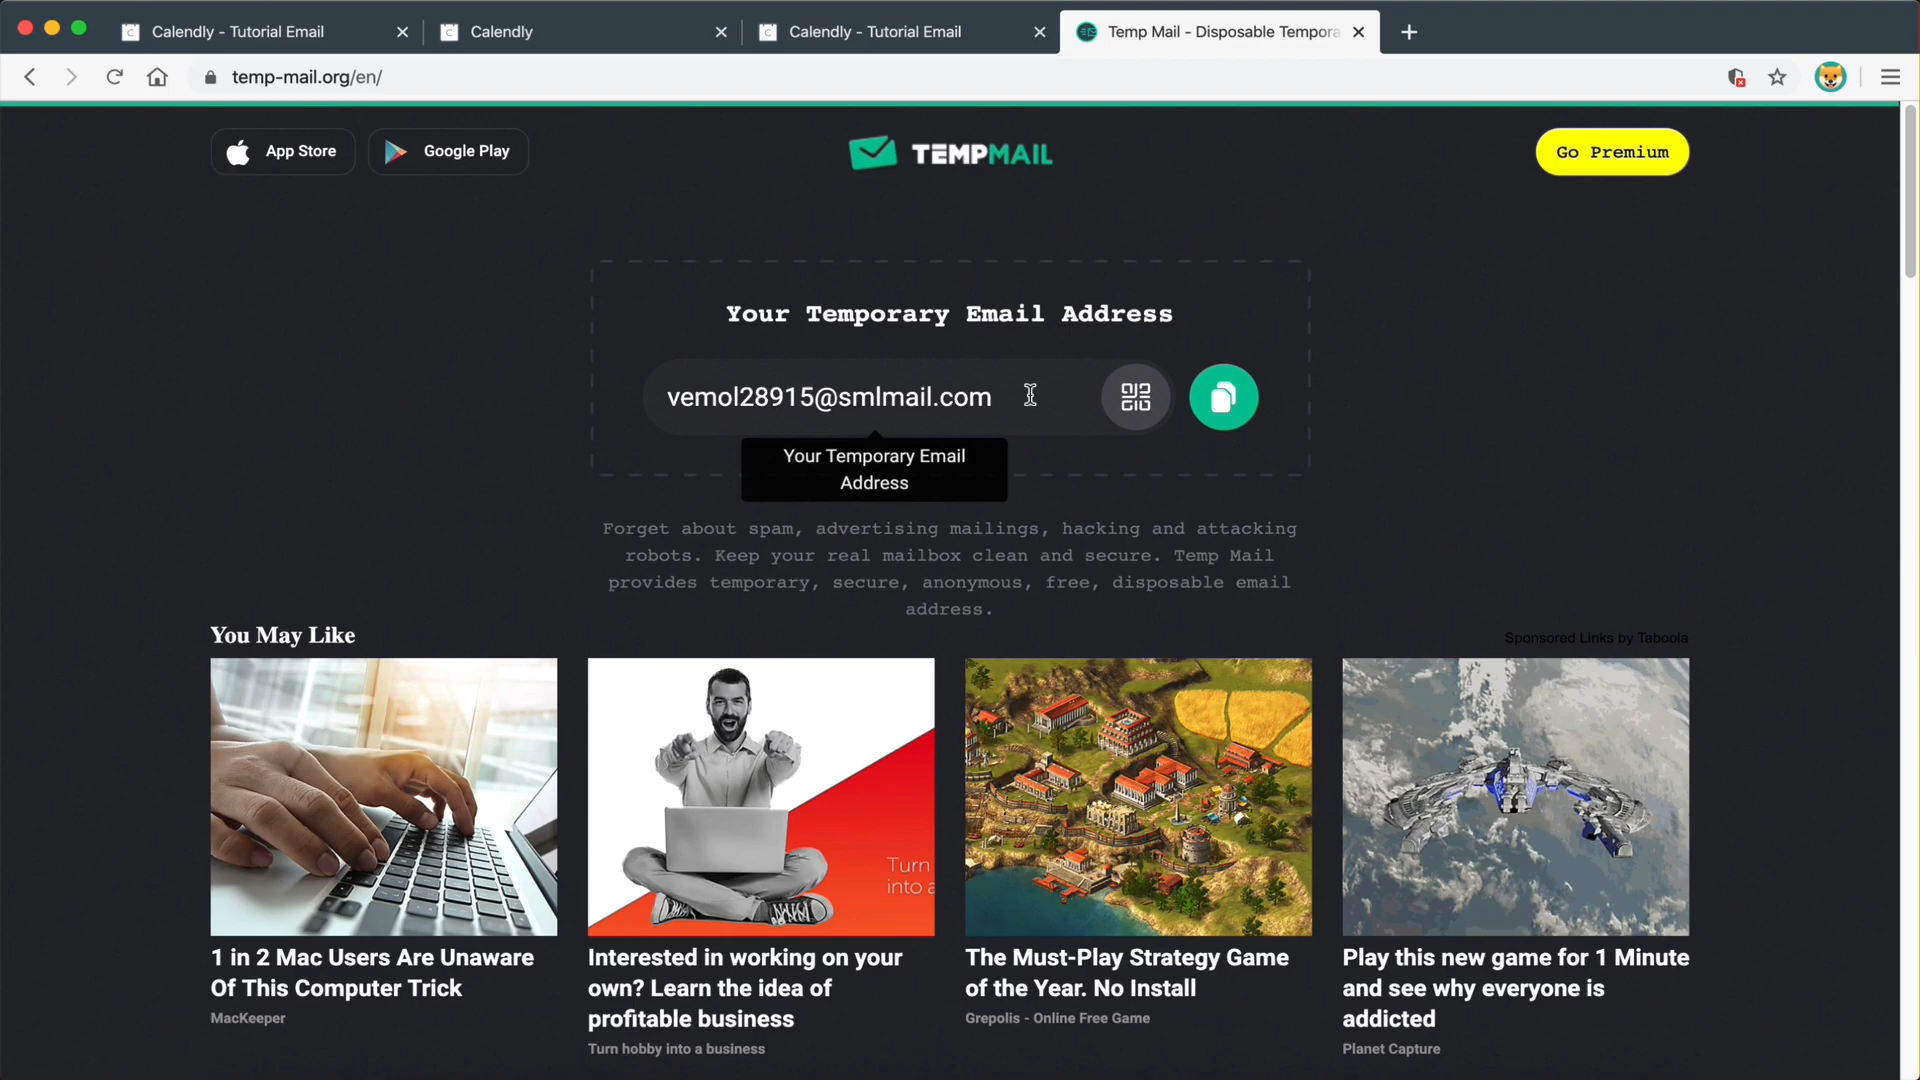 Calendly - Tutorial Email
Calendly
Calendly - Tutorial Email
Temp Mail - Disposable Tempora
temp-mail.org/en/
App Store
Google Play
TEMPMAIL
Go Premium
Your Temporary Email Address
vemol28915@smlmail.com
Your Temporary Email
Address
Forget about spam, advertising mailings, hacking and attacking
robots. Keep your real mailbox clean and secure. Temp Mail
provides temporary, secure, anonymous, free, disposable email
address.
You May Like
Sponsored Links by Taboola
Turn
into a
1 in 2 Mac Users Are Unaware
Of This Computer Trick
MacKeeper
Interested in working on your
own? Learn the idea of
profitable business
Turn hobby into a business
The Must-Play Strategy Game
of the Year. No Install
Grepolis - Online Free Game
Play this new game for 1 Minute
and see why everyone is
addicted
Planet Capture